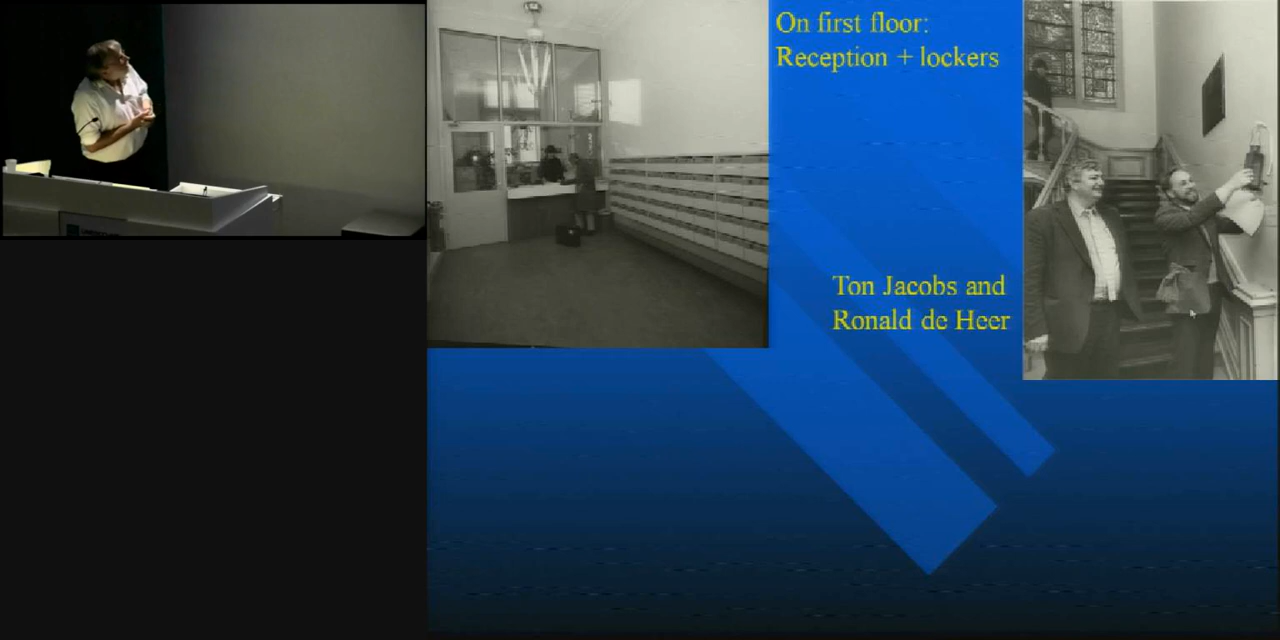 On first floor:
Reception + lockers
Ton Jacobs and
Ronald de Heer